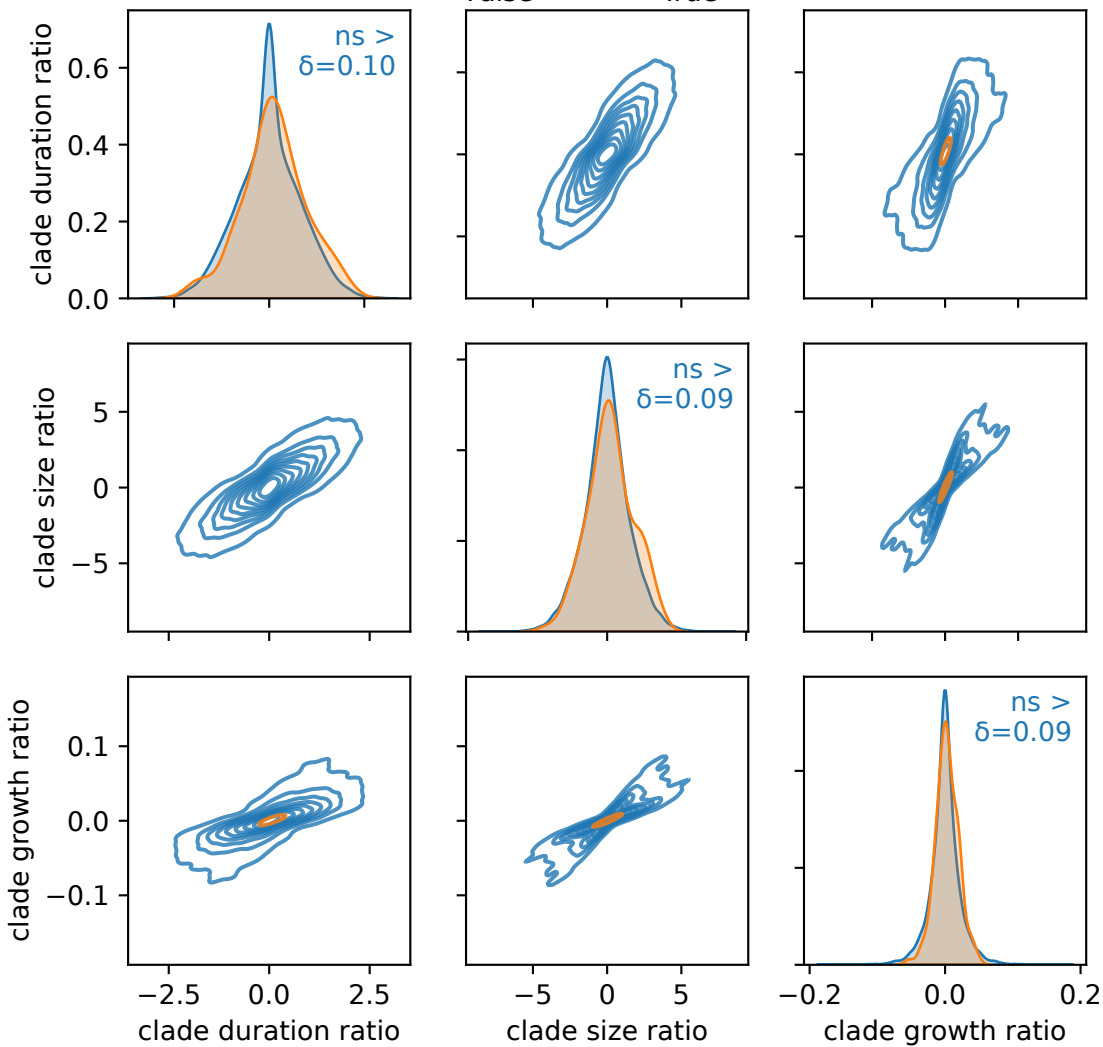 clade duration ratio
0.6
0.4
0.2
0.0
ns >
δ=0.10
clade size ratio
5
0
−5
ns >
δ=0.09
clade growth ratio
0.1
0.0
−0.1
ns >
δ=0.09
−2.5 0.0 2.5
−5 0 5
−0.2 0.0 0.2
clade duration ratio
clade size ratio
clade growth ratio